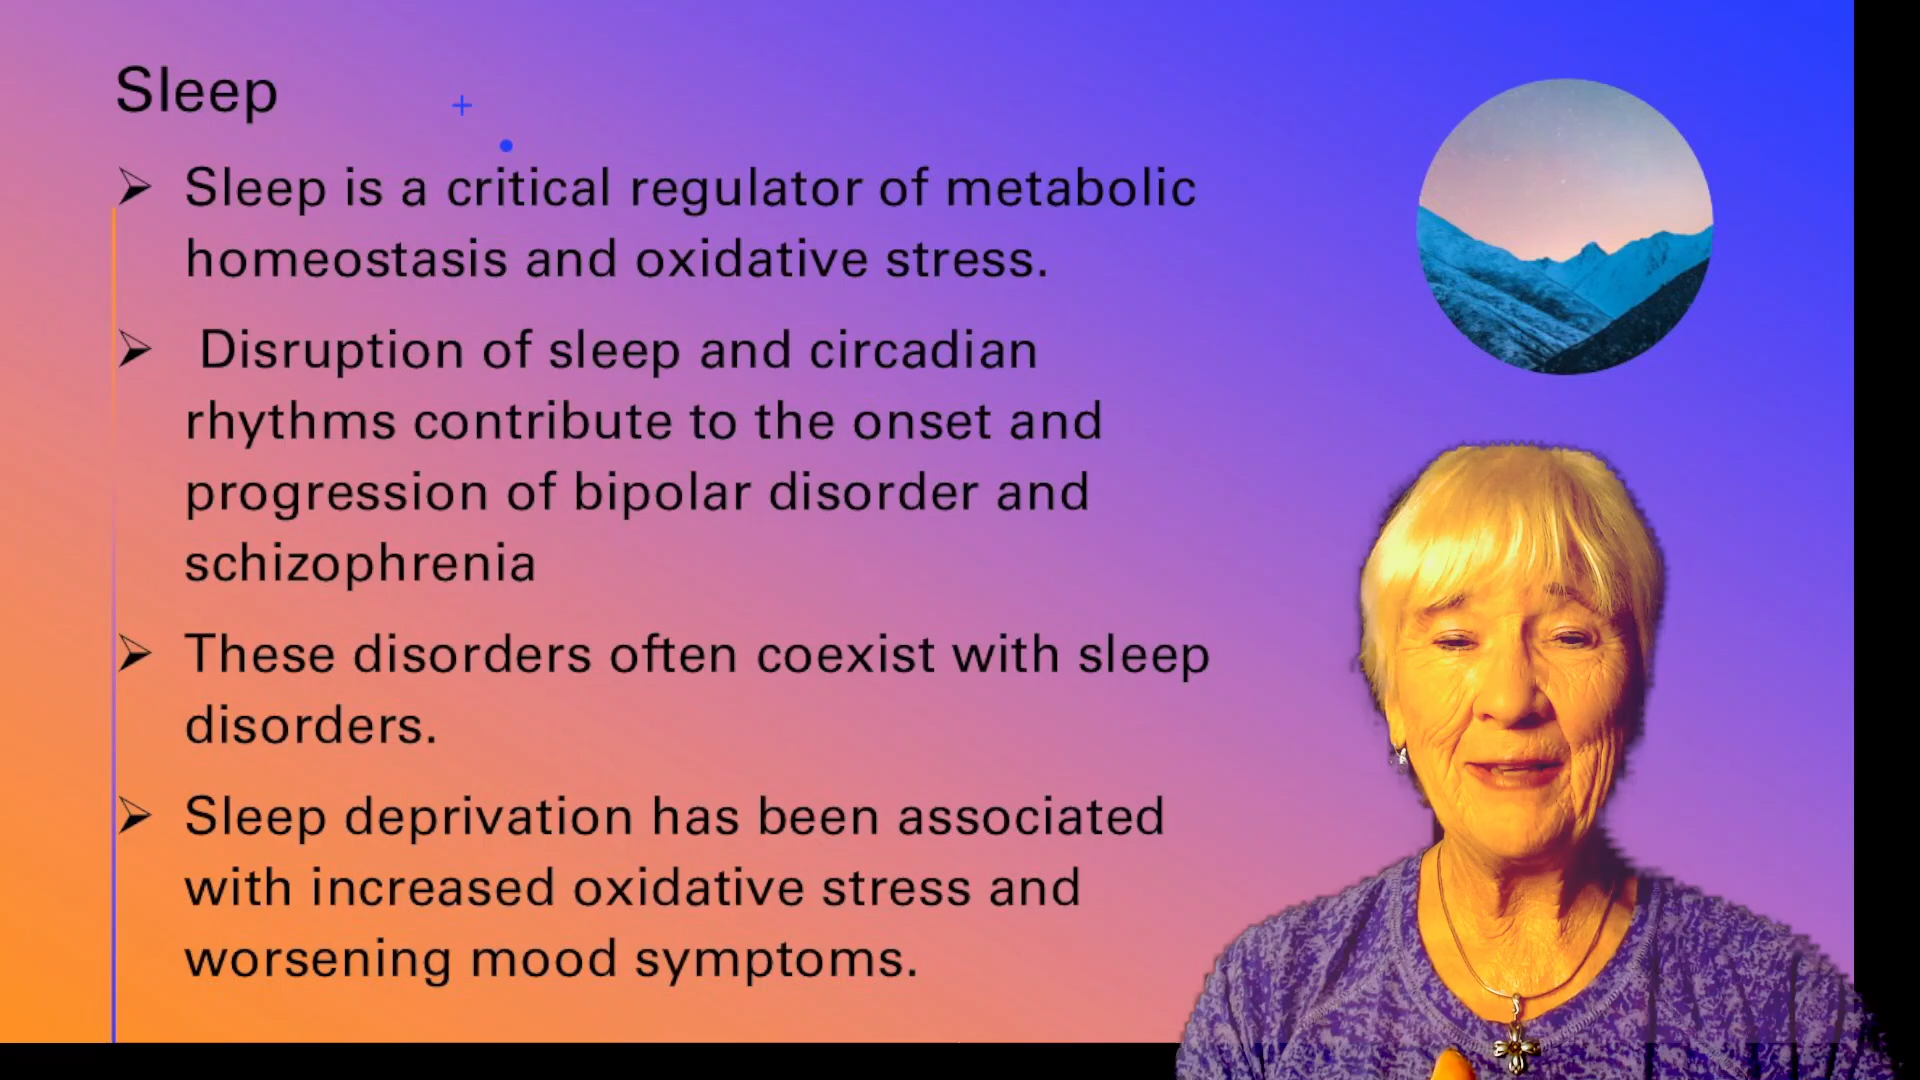 Sleep
➢ Sleep is a critical regulator of metabolic
homeostasis and oxidative stress.
➢ Disruption of sleep and circadian
rhythms contribute to the onset and
progression of bipolar disorder and
schizophrenia
➢ These disorders often coexist with sleep
disorders.
➢ Sleep deprivation has been associated
with increased oxidative stress and
worsening mood symptoms.